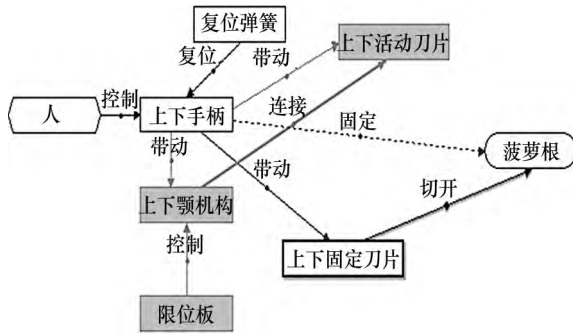 复位弹簧
复位
带动
上下活动刀片
控制
人
上下手柄
连接
固定
带动
带动
菠萝根
切开
上下颚机构
控制
上下固定刀片
限位板